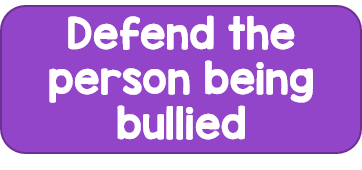 Defend the
person being
bullied